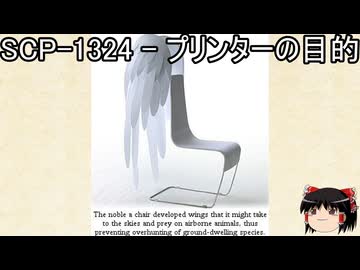 SCP-1324 - プリンターの目的
The noble a chair developed wings that it might take
to the skies and prey on airborne animals, thus
preventing overhunting of ground-dwelling species.